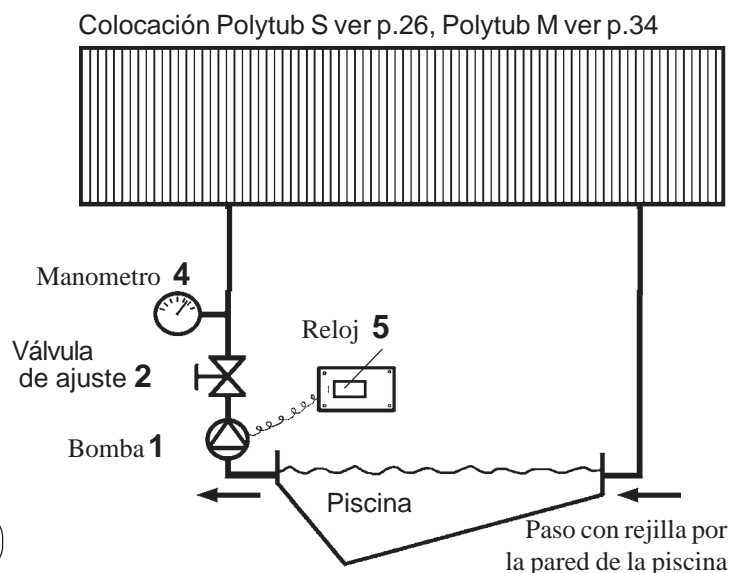 Colocación Polytub S ver p.26, Polytub M ver p.34
Manometro 4
Reloj 5
Válvula
de ajuste 2
Bomba 1
Piscina
Paso con rejilla por
la pared de la piscina